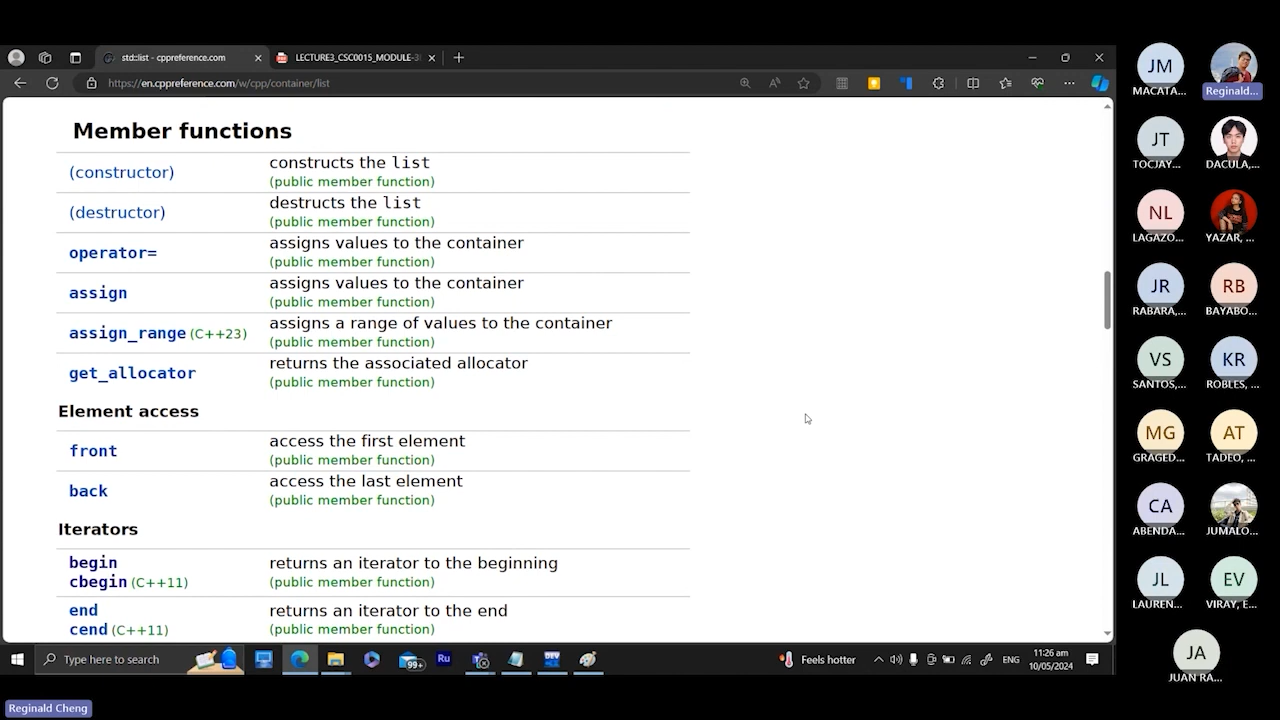 std::list - cppreference.com
LECTURE3_CSC0015_MODULE-3
https://en.cppreference.com/w/cpp/container/list
Member functions
(constructor) constructs the list
(public member function)
(destructor) destructs the list
(public member function)
operator= assigns values to the container
(public member function)
assign assigns values to the container
(public member function)
assign_range (C++23) assigns a range of values to the container
(public member function)
get_allocator returns the associated allocator
(public member function)
Element access
front access the first element
(public member function)
back access the last element
(public member function)
Iterators
begin returns an iterator to the beginning
cbegin (C++11) (public member function)
end returns an iterator to the end
cend (C++11) (public member function)
Type here to search
99+
Ru
DEV
Feels hotter
ENG
11:26 am
10/05/2024
JM
MACATA...
Reginald...
JT
TOCJAY...
DACULA,...
NL
LAGAZO...
YAZAR, ...
JR
RABARA,...
RB
BAYABO...
VS
SANTOS,...
KR
ROBLES, ...
MG
GRAGED...
AT
TADEO, ...
CA
ABENDA...
JUMALO...
JL
LAUREN...
EV
VIRAY, E...
JA
JUAN RA...
Reginald Cheng